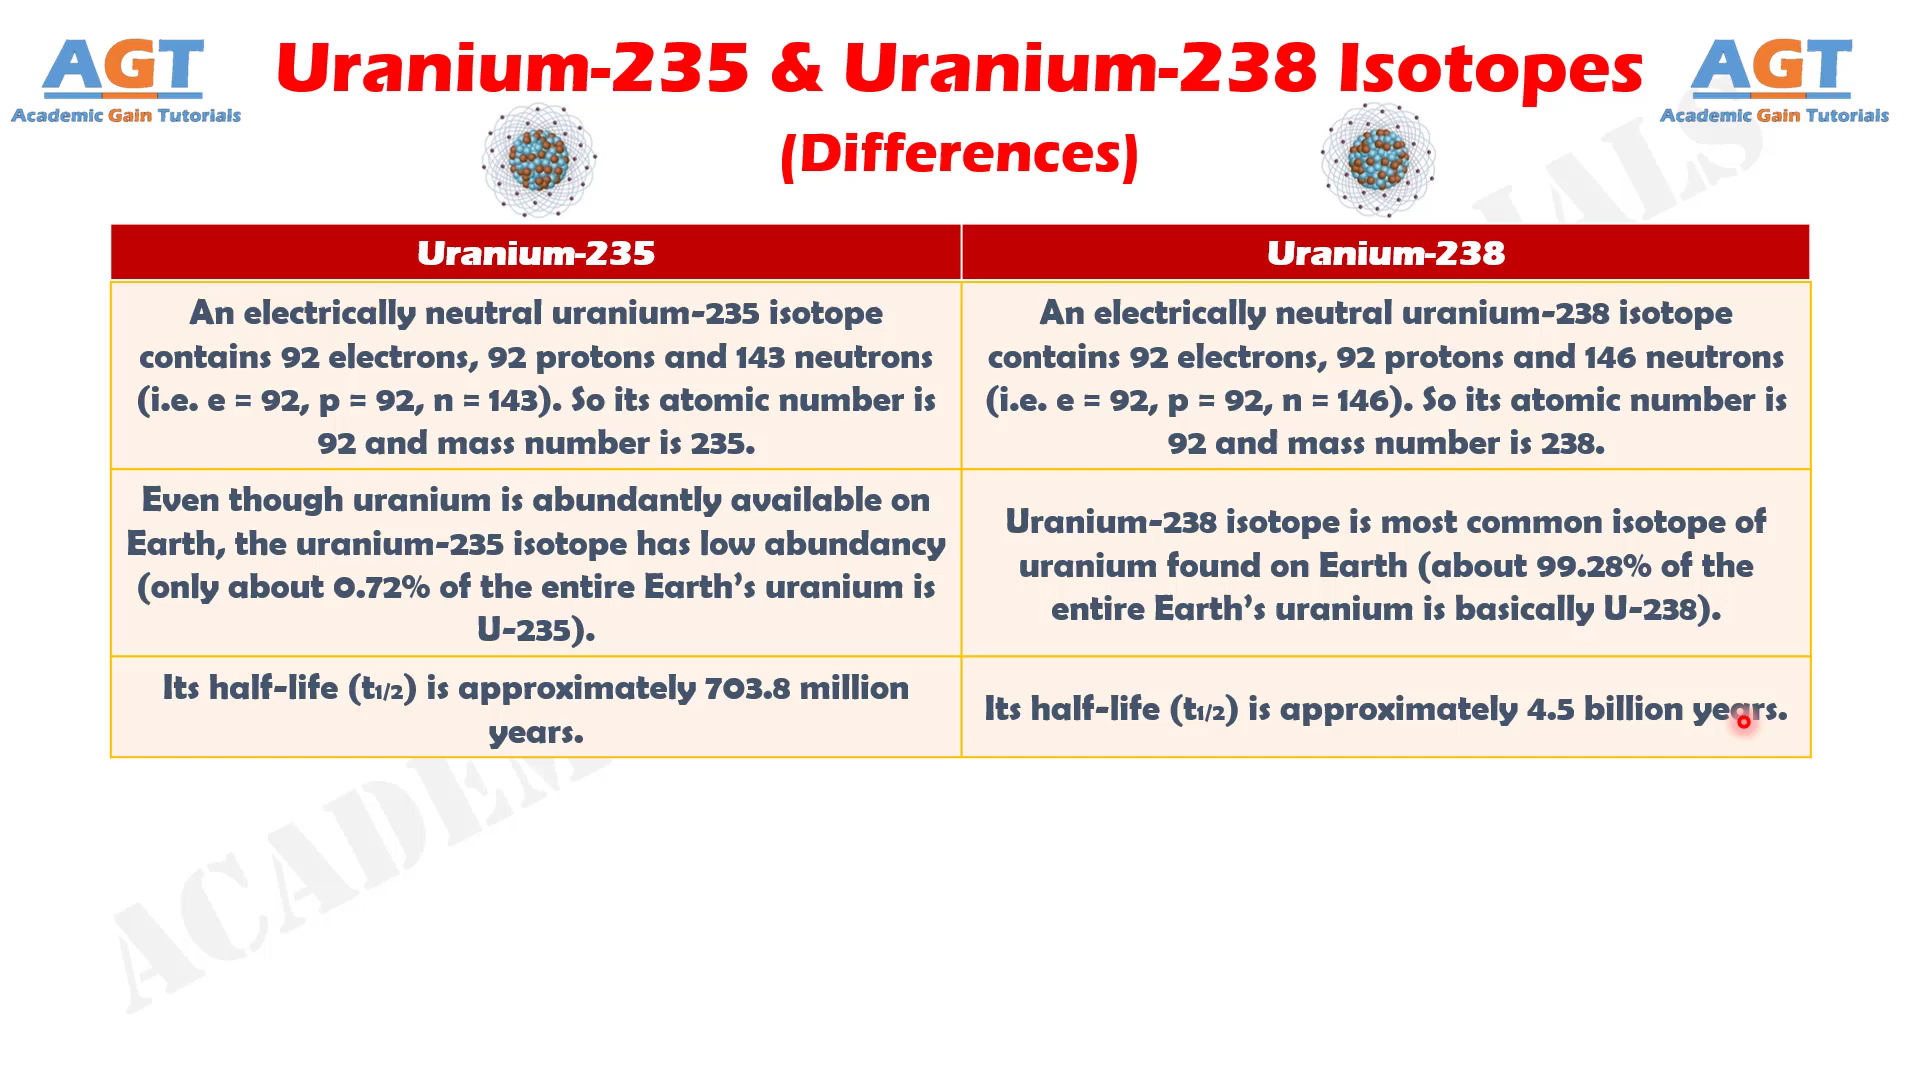 AGT
Academic Gain Tutorials
Uranium-235 & Uranium-238 Isotopes
(Differences)
AGT
Academic Gain Tutorials
Uranium-235
Uranium-238
An electrically neutral uranium-235 isotope
contains 92 electrons, 92 protons and 143 neutrons
(i.e. e = 92, p = 92, n = 143). So its atomic number is
92 and mass number is 235.
An electrically neutral uranium-238 isotope
contains 92 electrons, 92 protons and 146 neutrons
(i.e. e = 92, p = 92, n = 146). So its atomic number is
92 and mass number is 238.
Even though uranium is abundantly available on
Earth, the uranium-235 isotope has low abundancy
(only about 0.72% of the entire Earth’s uranium is
U-235).
Uranium-238 isotope is most common isotope of
uranium found on Earth (about 99.28% of the
entire Earth’s uranium is basically U-238).
Its half-life (t1/2) is approximately 703.8 million
years.
Its half-life (t1/2) is approximately 4.5 billion years.